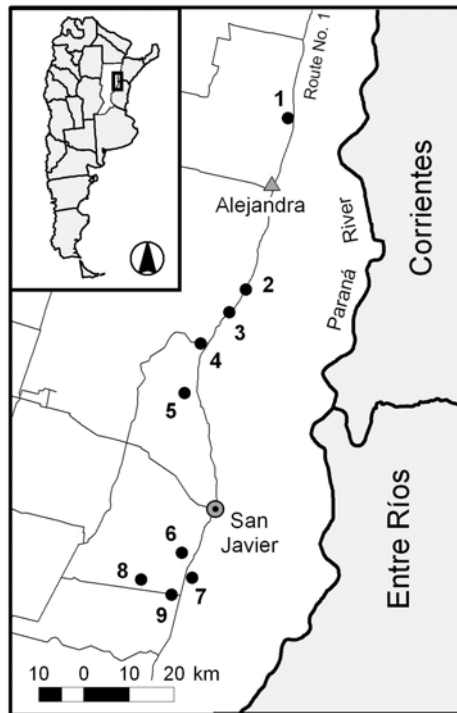 Route No. 1
1
Alejandra
Corrientes
Paraná River
2
3
4
5
San
Javier
Entre Ríos
6
8
7
9
10 0 10 20 km